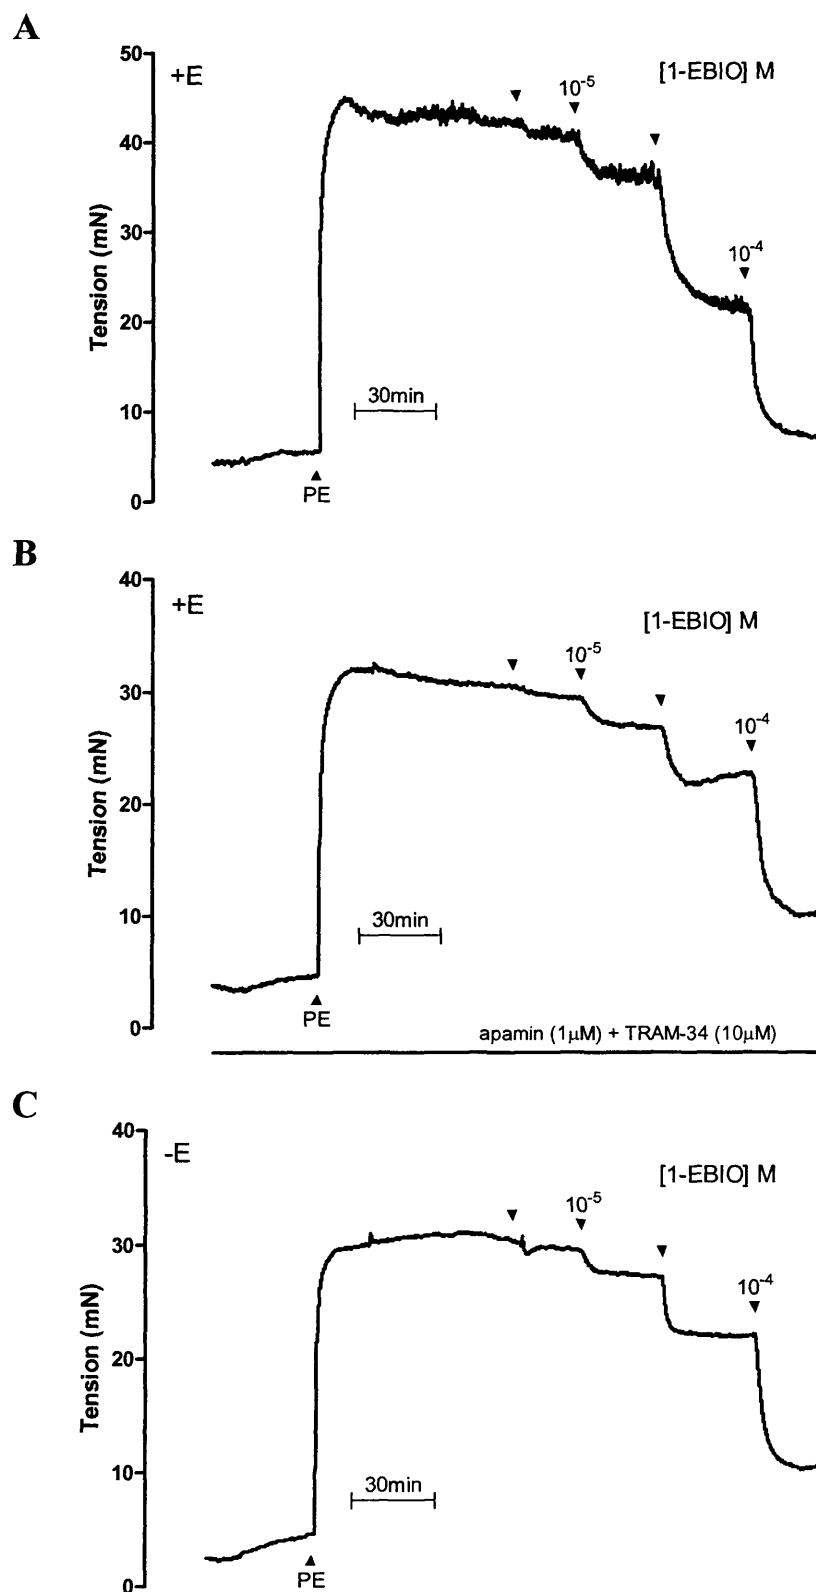 A
50
+E
[1-EBIO] M
10-5
40
30
10-4
Tension (mN)
20
30min
10
PE
0
B
40
+E
[1-EBIO] M
10-5
30
10-4
Tension (mN)
20
10
30min
PE
0
apamin (1μM) + TRAM-34 (10μM)
C
40
-E
[1-EBIO] M
10-5
30
10-4
Tension (mN)
20
10
30min
PE
0